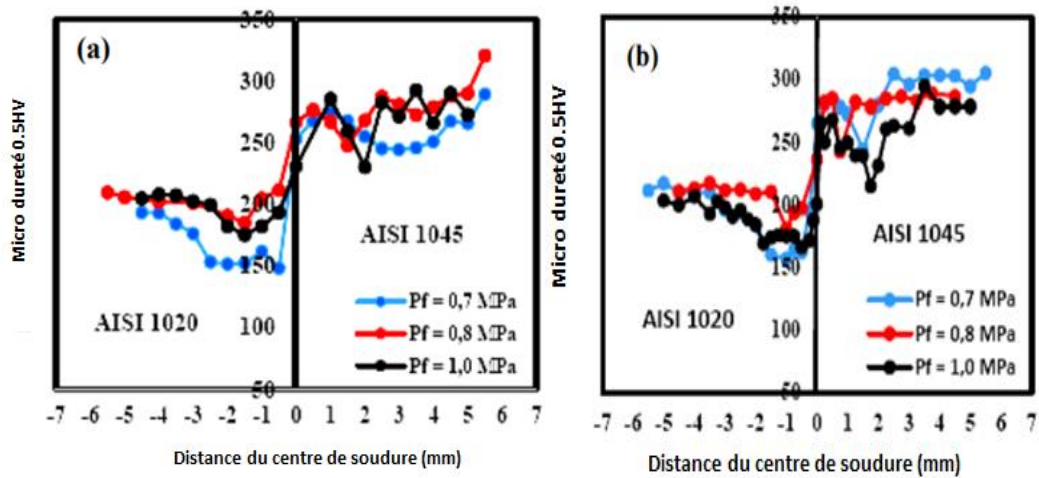 (a)
350
300
250
200
150
100
50
-7 -6 -5 -4 -3 -2 -1 0 1 2 3 4 5 6 7
Micro dureté 0.5HV
Distance du centre de soudure (mm)
AISI 1020
AISI 1045
Pf = 0,7 MPa
Pf = 0,8 MPa
Pf = 1,0 MPa
(b)
350
300
250
200
150
100
50
-7 -6 -5 -4 -3 -2 -1 0 1 2 3 4 5 6 7
Micro dureté 0.5HV
Distance du centre de soudure (mm)
AISI 1020
AISI 1045
Pf = 0,7 MPa
Pf = 0,8 MPa
Pf = 1,0 MPa